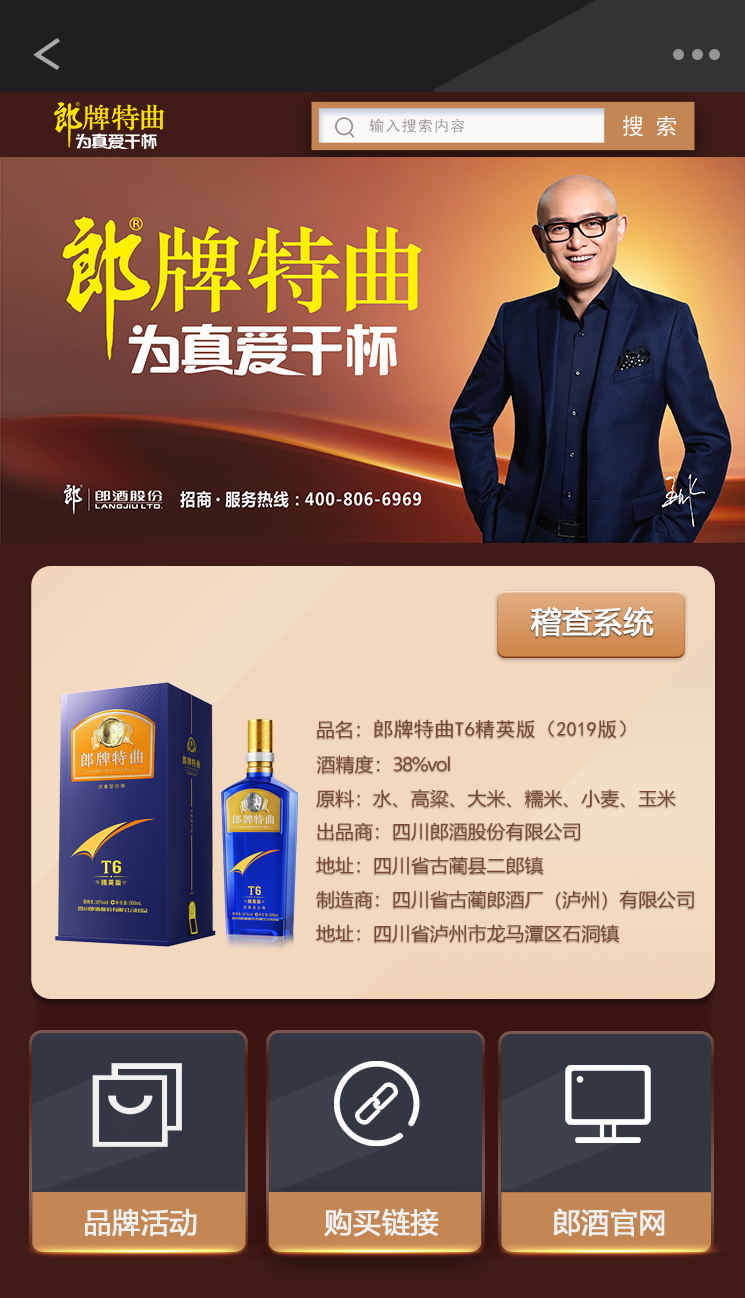 郎牌特曲
为真爱干杯
输入搜索内容
搜 索
郎®牌特曲
为真爱干杯
郎 郎酒股份 招商·服务热线：400-806-6969
LANGJIU LTD.
稽查系统
品名：郎牌特曲T6精英版（2019版）
酒精度：38%vol
原料：水、高粱、大米、糯米、小麦、玉米
出品商：四川郎酒股份有限公司
地址：四川省古蔺县二郎镇
制造商：四川省古蔺郎酒厂（泸州）有限公司
地址：四川省泸州市龙马潭区石洞镇
郎牌特曲
T6
精英版
郎牌特曲
郎牌特曲
T6
精英版
品牌活动
购买链接
郎酒官网